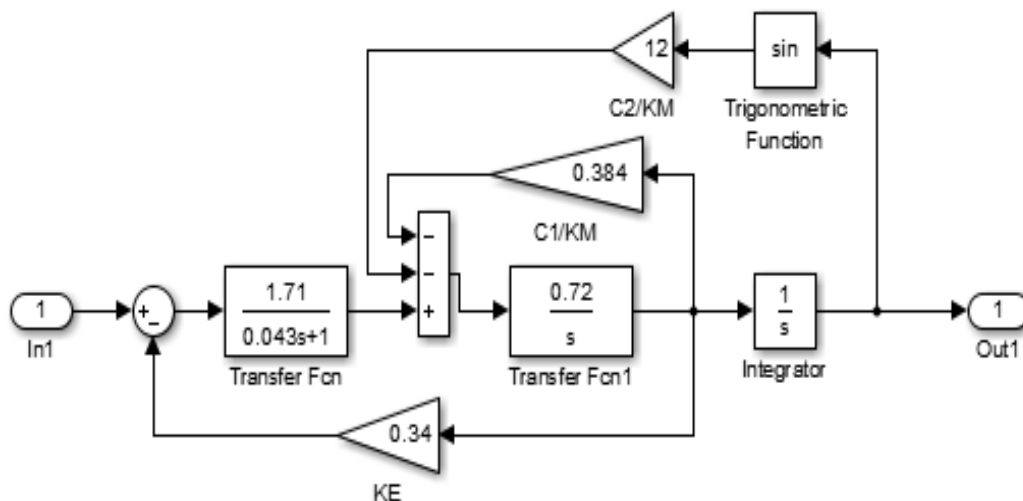 12
sin
C2/KM
Trigonometric
Function
0.384
C1/KM
−
−
+
1
In1
+
−
1.71
0.043s+1
Transfer Fcn
0.72
s
Transfer Fcn1
1
s
Integrator
1
Out1
0.34
KE